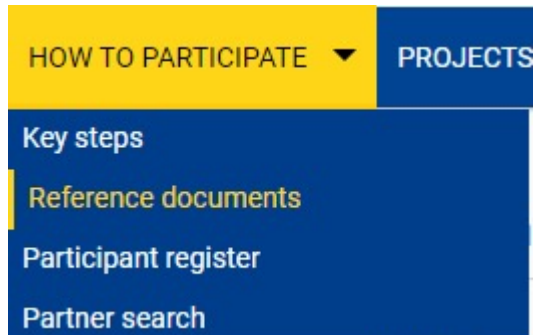 HOW TO PARTICIPATE PROJECTS
Key steps
Reference documents
Participant register
Partner search